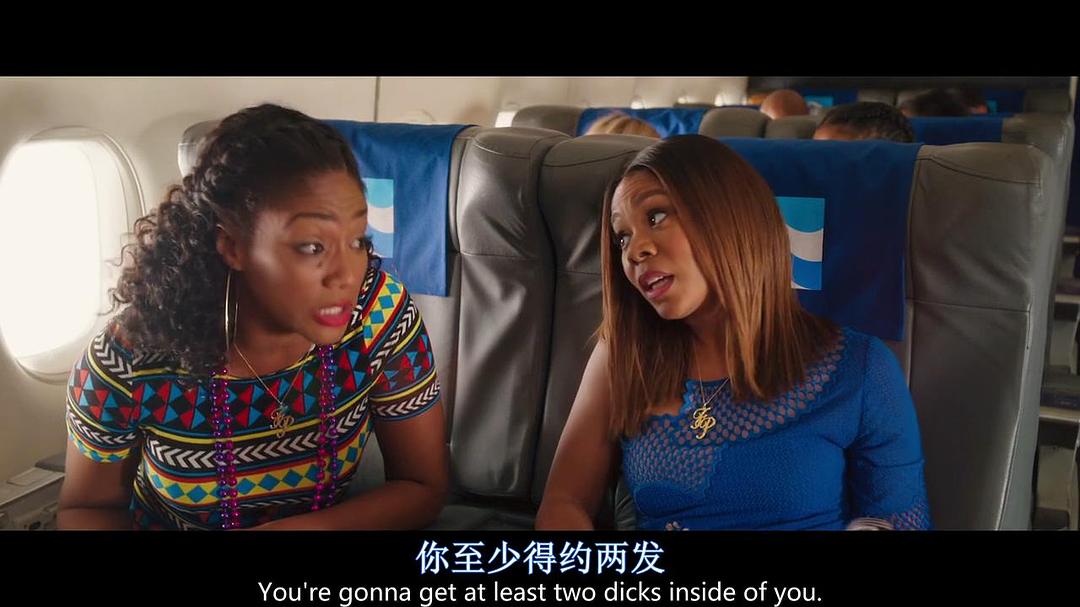 你至少得约两发
You're gonna get at least two dicks inside of you.